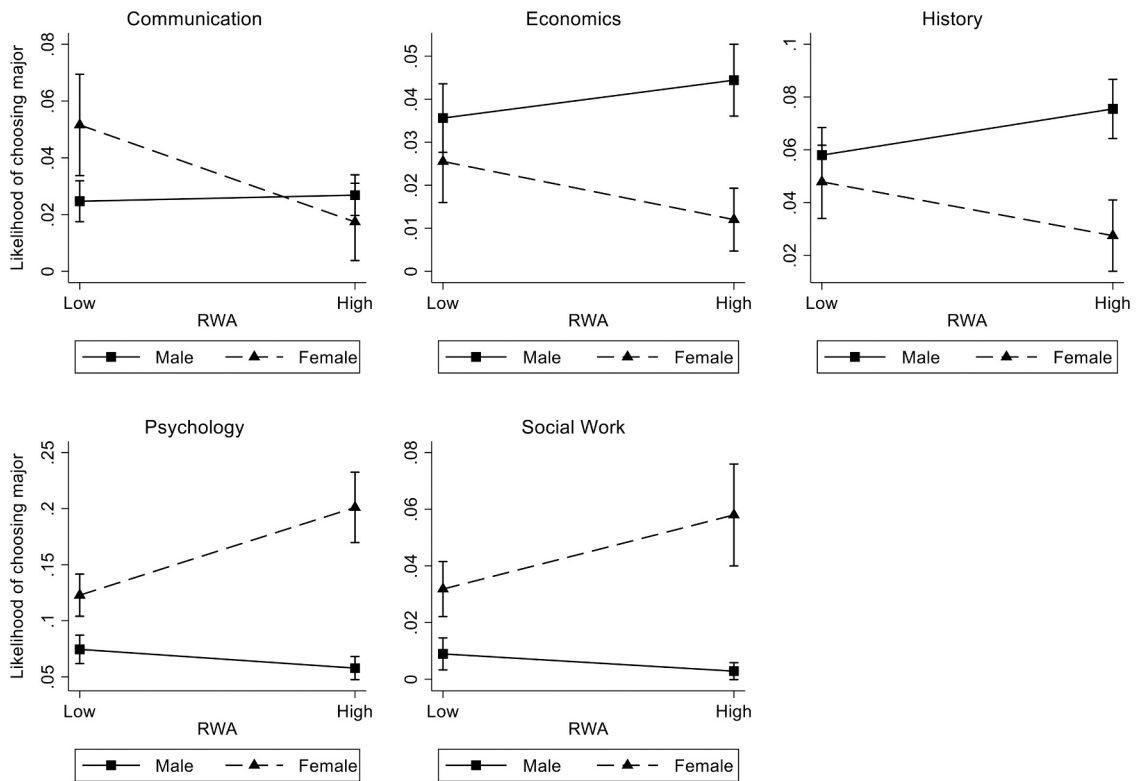 Communication
Economics
History
Likelihood of choosing major
.08
.06
.04
.02
0
Low
High
RWA
Male
Female
.05
.04
.03
.02
.01
0
Low
High
RWA
Male
Female
.1
.08
.06
.04
.02
Low
High
RWA
Male
Female
Psychology
Social Work
Likelihood of choosing major
.25
.2
.15
.1
.05
Low
High
RWA
Male
Female
.08
.06
.04
.02
0
Low
High
RWA
Male
Female